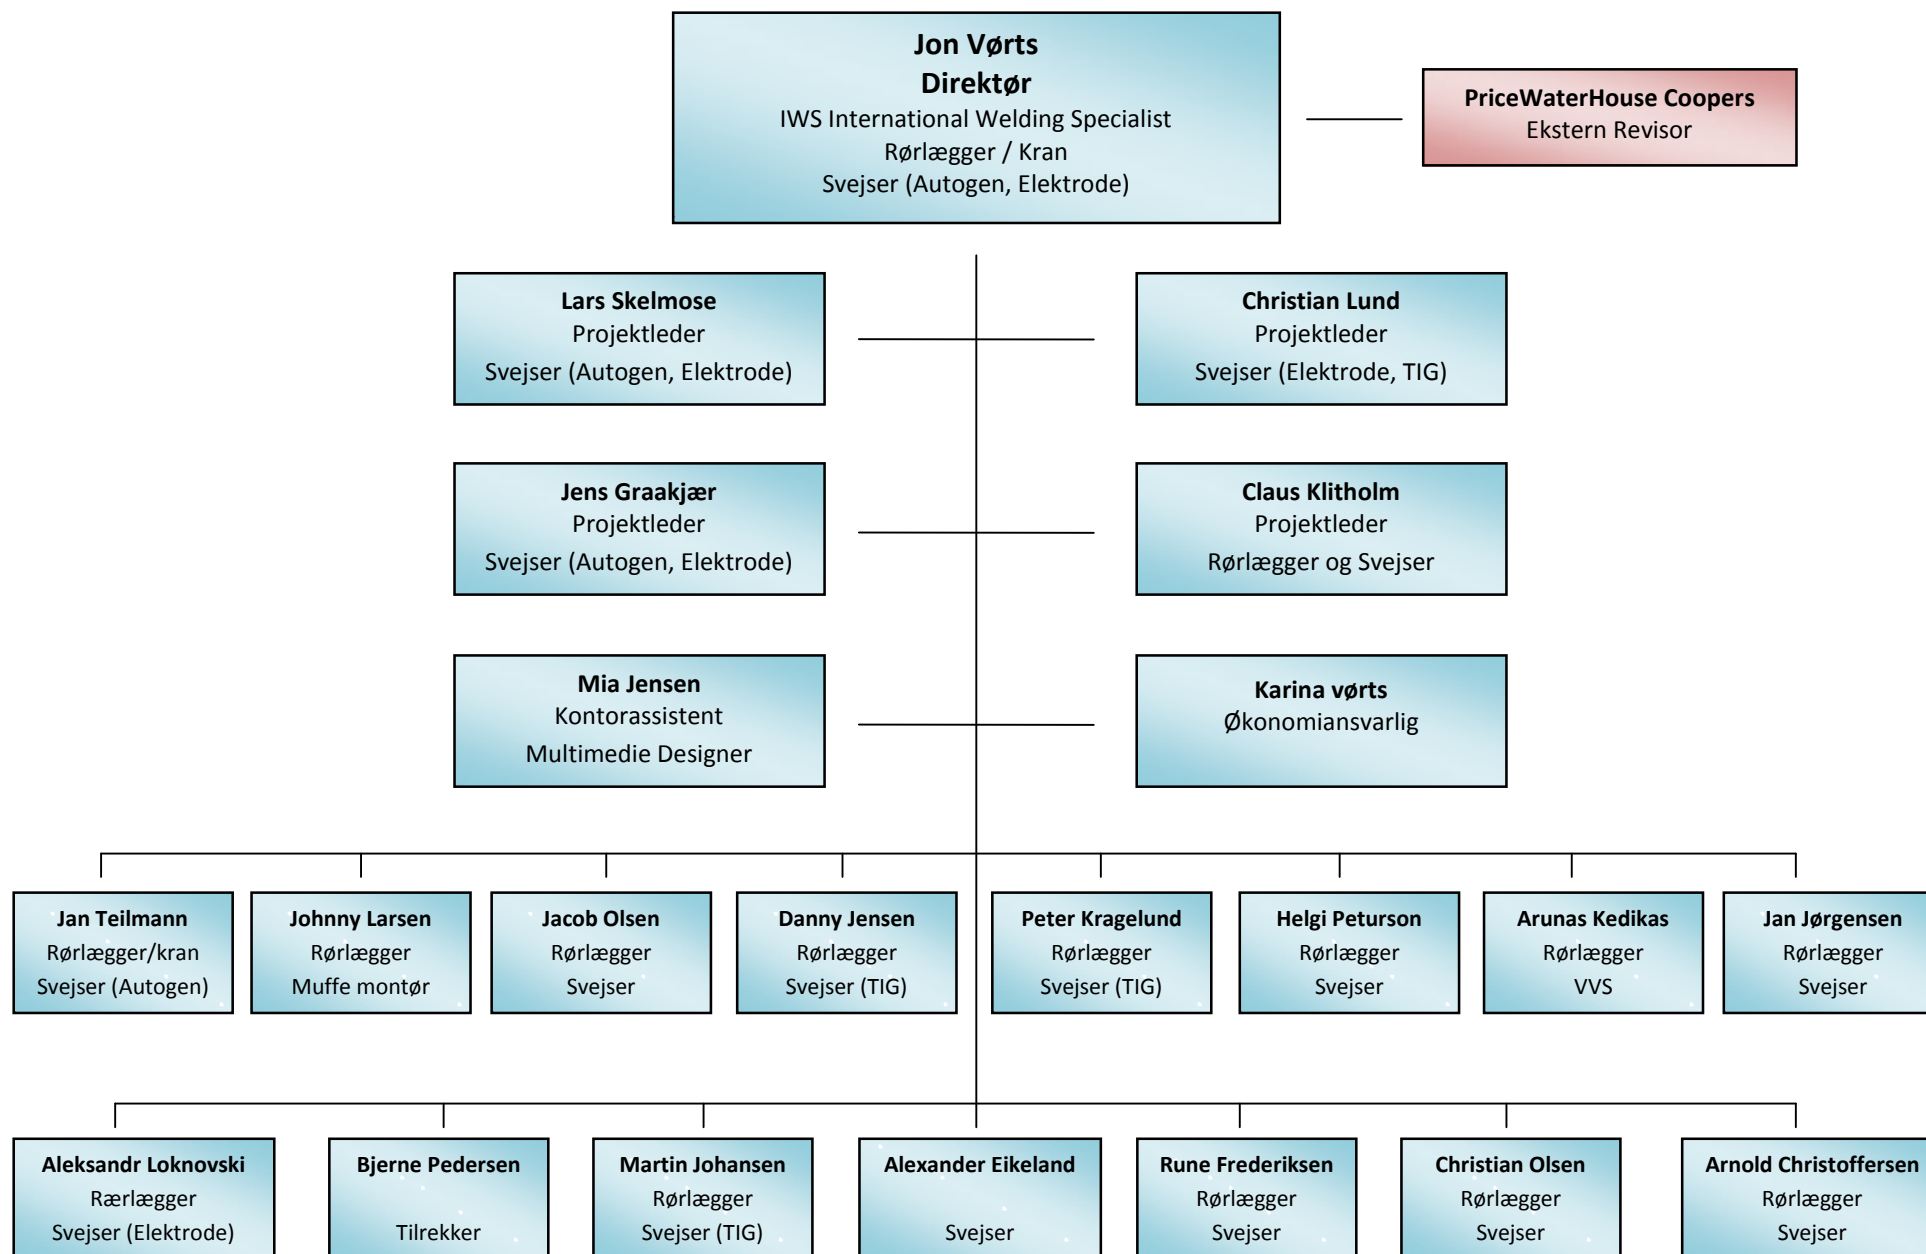 Jon Vørts
Direktør
IWS International Welding Specialist
Rørlægger / Kran
Svejser (Autogen, Elektrode)
PriceWaterHouse Coopers
Ekstern Revisor
Lars Skelmose
Projektleder
Svejser (Autogen, Elektrode)
Christian Lund
Projektleder
Svejser (Elektrode, TIG)
Jens Graakjær
Projektleder
Svejser (Autogen, Elektrode)
Claus Klitholm
Projektleder
Rørlægger og Svejser
Mia Jensen
Kontorassistent
Multimedie Designer
Karina vørts
Økonomiansvarlig
Jan Teilmann
Rørlægger/kran
Svejser (Autogen)
Johnny Larsen
Rørlægger
Muffe montør
Jacob Olsen
Rørlægger
Svejser
Danny Jensen
Rørlægger
Svejser (TIG)
Peter Kragelund
Rørlægger
Svejser (TIG)
Helgi Peturson
Rørlægger
Svejser
Arunas Kedikas
Rørlægger
VVS
Jan Jørgensen
Rørlægger
Svejser
Aleksandr Loknovski
Rærlægger
Svejser (Elektrode)
Bjerne Pedersen
Tilrekker
Martin Johansen
Rørlægger
Svejser (TIG)
Alexander Eikeland
Svejser
Rune Frederiksen
Rørlægger
Svejser
Christian Olsen
Rørlægger
Svejser
Arnold Christoffersen
Rørlægger
Svejser